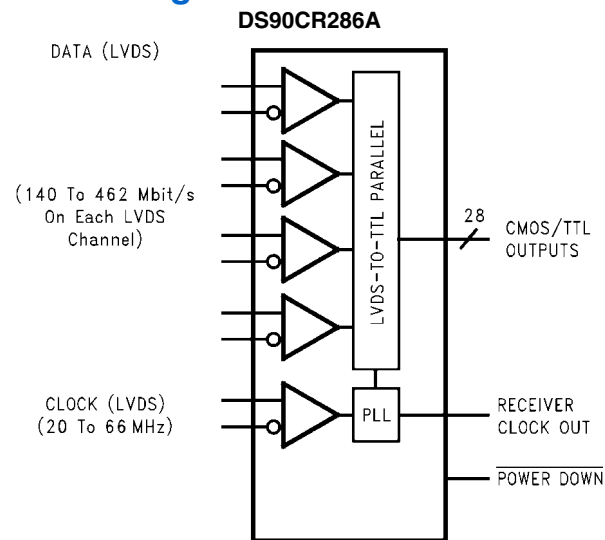 DS90CR286A
DATA (LVDS)
(140 To 462 Mbit/s
On Each LVDS
Channel)
LVDS-TO-TTL PARALLEL
28
CMOS/TTL
OUTPUTS
CLOCK (LVDS)
(20 To 66 MHz)
PLL
RECEIVER
CLOCK OUT
POWER DOWN